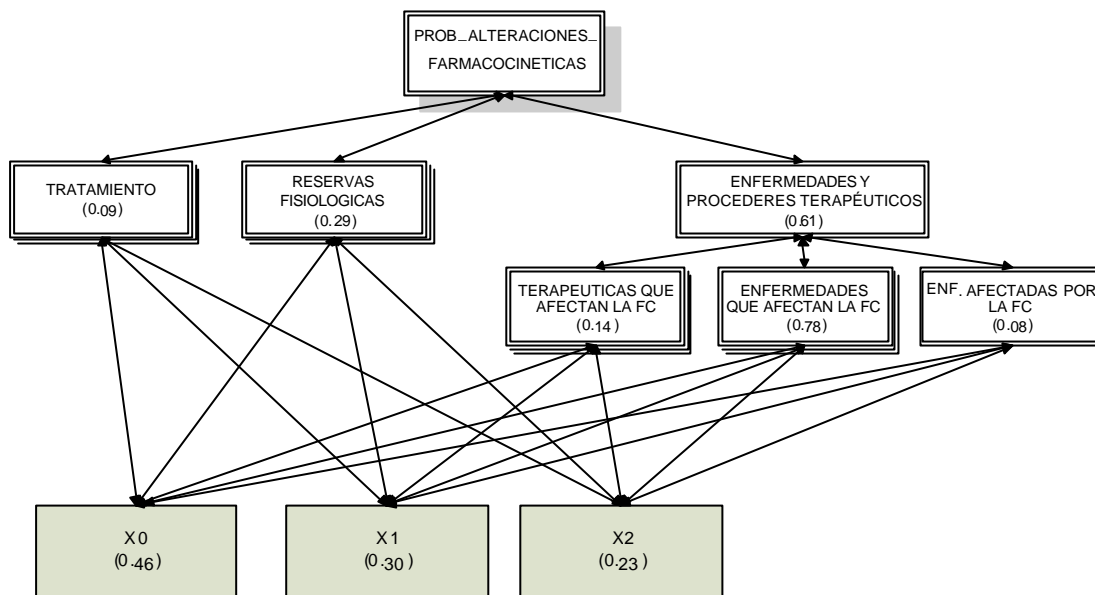 PROB_ALTERACIONES_
FARMACOCINETICAS
TRATAMIENTO
(0.09)
RESERVAS
FISIOLOGICAS
(0.29)
ENFERMEDADES Y
PROCEDERES TERAPÉUTICOS
(0.61)
TERAPEUTICAS QUE
AFECTAN LA FC
(0.14)
ENFERMEDADES
QUE AFECTAN LA FC
(0.78)
ENF. AFECTADAS POR
LA FC
(0.08)
X0
(0.46)
X1
(0.30)
X2
(0.23)